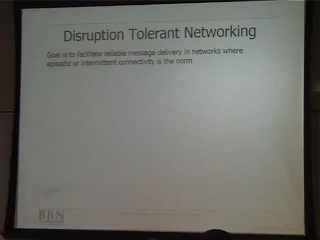 Disruption Tolerant Networking
Goal is to facilitate reliable message delivery in networks where
episodic or intermittent connectivity is the norm
BBN